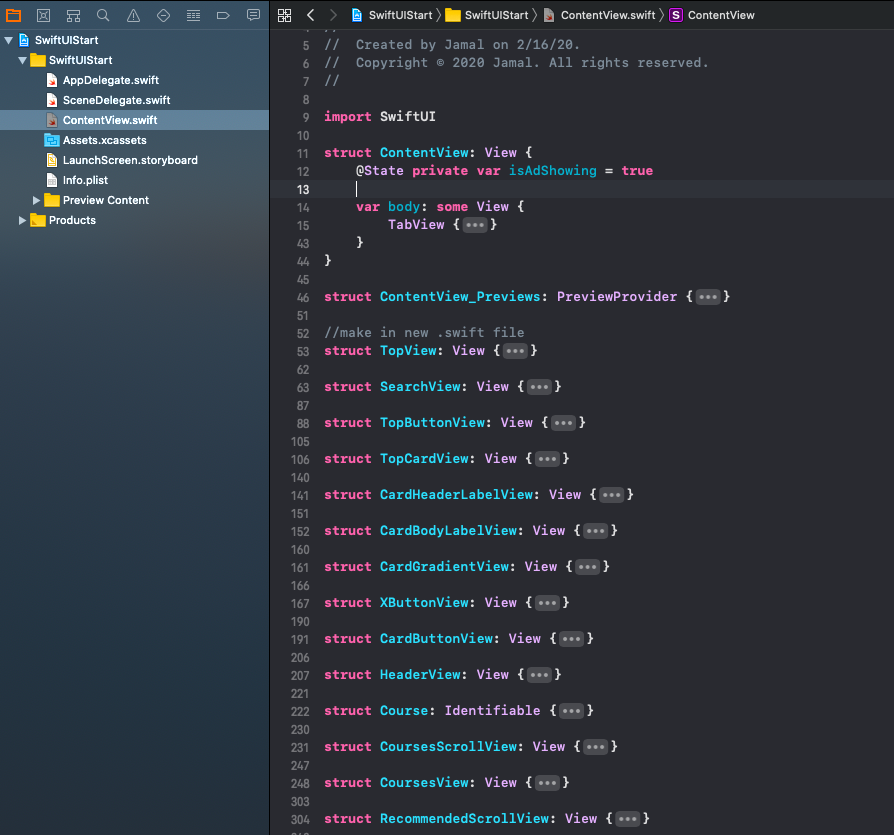 SwiftUIStart
SwiftUIStart
AppDelegate.swift
SceneDelegate.swift
ContentView.swift
Assets.xcassets
LaunchScreen.storyboard
Info.plist
Preview Content
Products
SwiftUIStart 〉 SwiftUIStart 〉 ContentView.swift 〉 S ContentView
5 //  Created by Jamal on 2/16/20.
6 //  Copyright © 2020 Jamal. All rights reserved.
7 //
8
9 import SwiftUI
10
11 struct ContentView: View {
12     @State private var isAdShowing = true
13
14     var body: some View {
15         TabView {•••}
43     }
44 }
45
46 struct ContentView_Previews: PreviewProvider {•••}
51
52 //make in new .swift file
53 struct TopView: View {•••}
62
63 struct SearchView: View {•••}
87
88 struct TopButtonView: View {•••}
105
106 struct TopCardView: View {•••}
140
141 struct CardHeaderLabelView: View {•••}
151
152 struct CardBodyLabelView: View {•••}
160
161 struct CardGradientView: View {•••}
166
167 struct XButtonView: View {•••}
190
191 struct CardButtonView: View {•••}
206
207 struct HeaderView: View {•••}
221
222 struct Course: Identifiable {•••}
230
231 struct CoursesScrollView: View {•••}
247
248 struct CoursesView: View {•••}
303
304 struct RecommendedScrollView: View {•••}